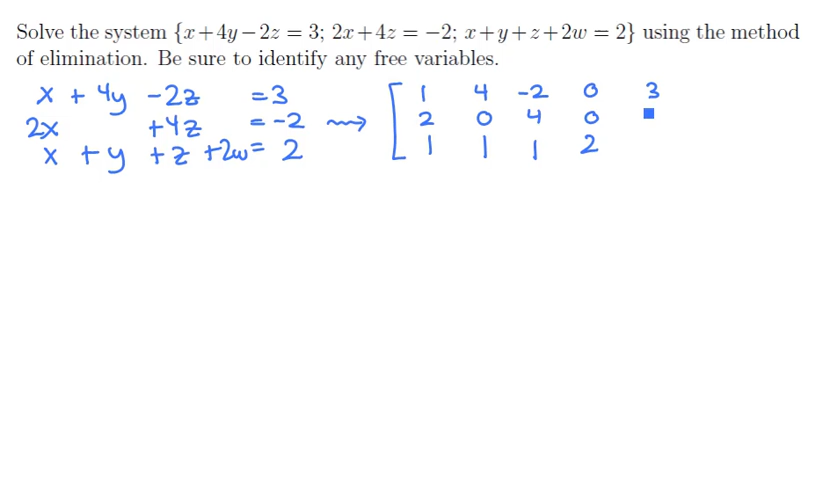 Solve the system {x+4y−2z = 3; 2x+4z = −2; x+y+z+2w = 2} using the method
of elimination. Be sure to identify any free variables.
x + 4y -2z =3 [ 1 4 -2 0 3
2x +4z = -2 ⇝ 2 0 4 0
x + y +z +2w= 2 1 1 1 2